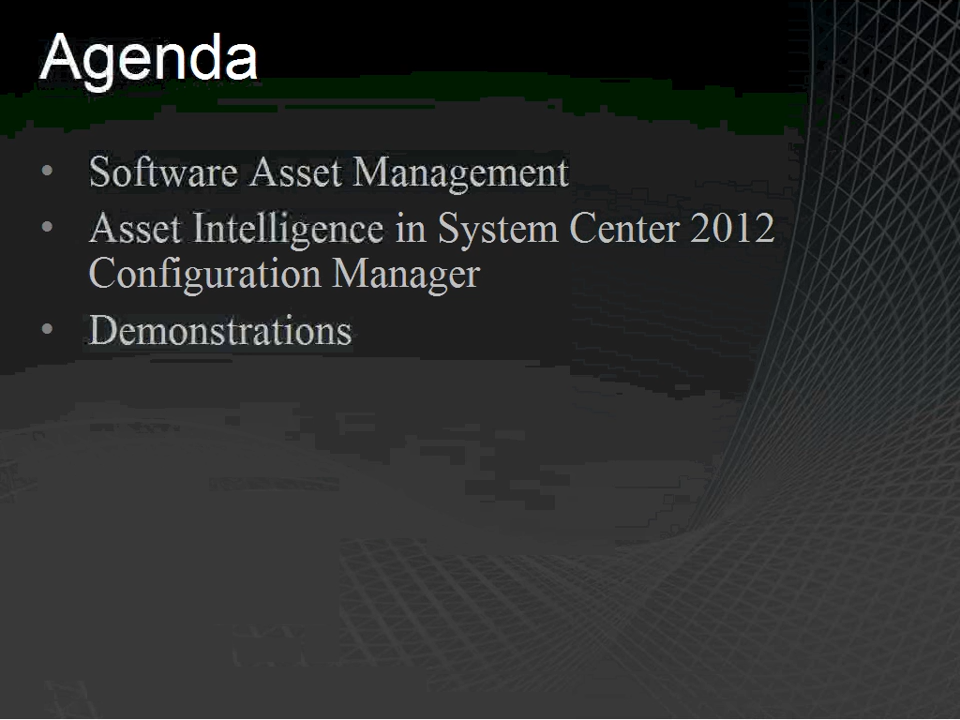 Agenda
• Software Asset Management
• Asset Intelligence in System Center 2012
Configuration Manager
• Demonstrations